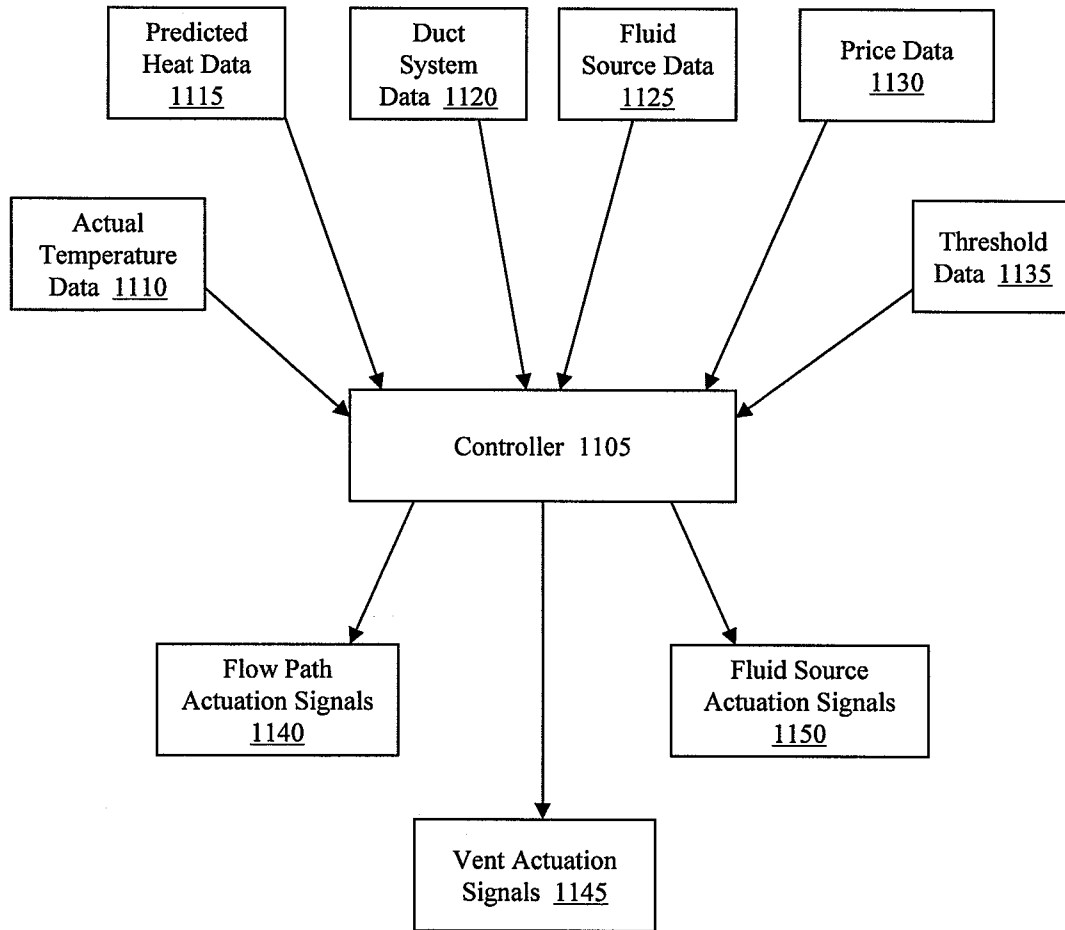 Predicted
Heat Data
1115
Duct
System
Data 1120
Fluid
Source Data
1125
Price Data
1130
Actual
Temperature
Data 1110
Threshold
Data 1135
Controller 1105
Flow Path
Actuation Signals
1140
Fluid Source
Actuation Signals
1150
Vent Actuation
Signals 1145